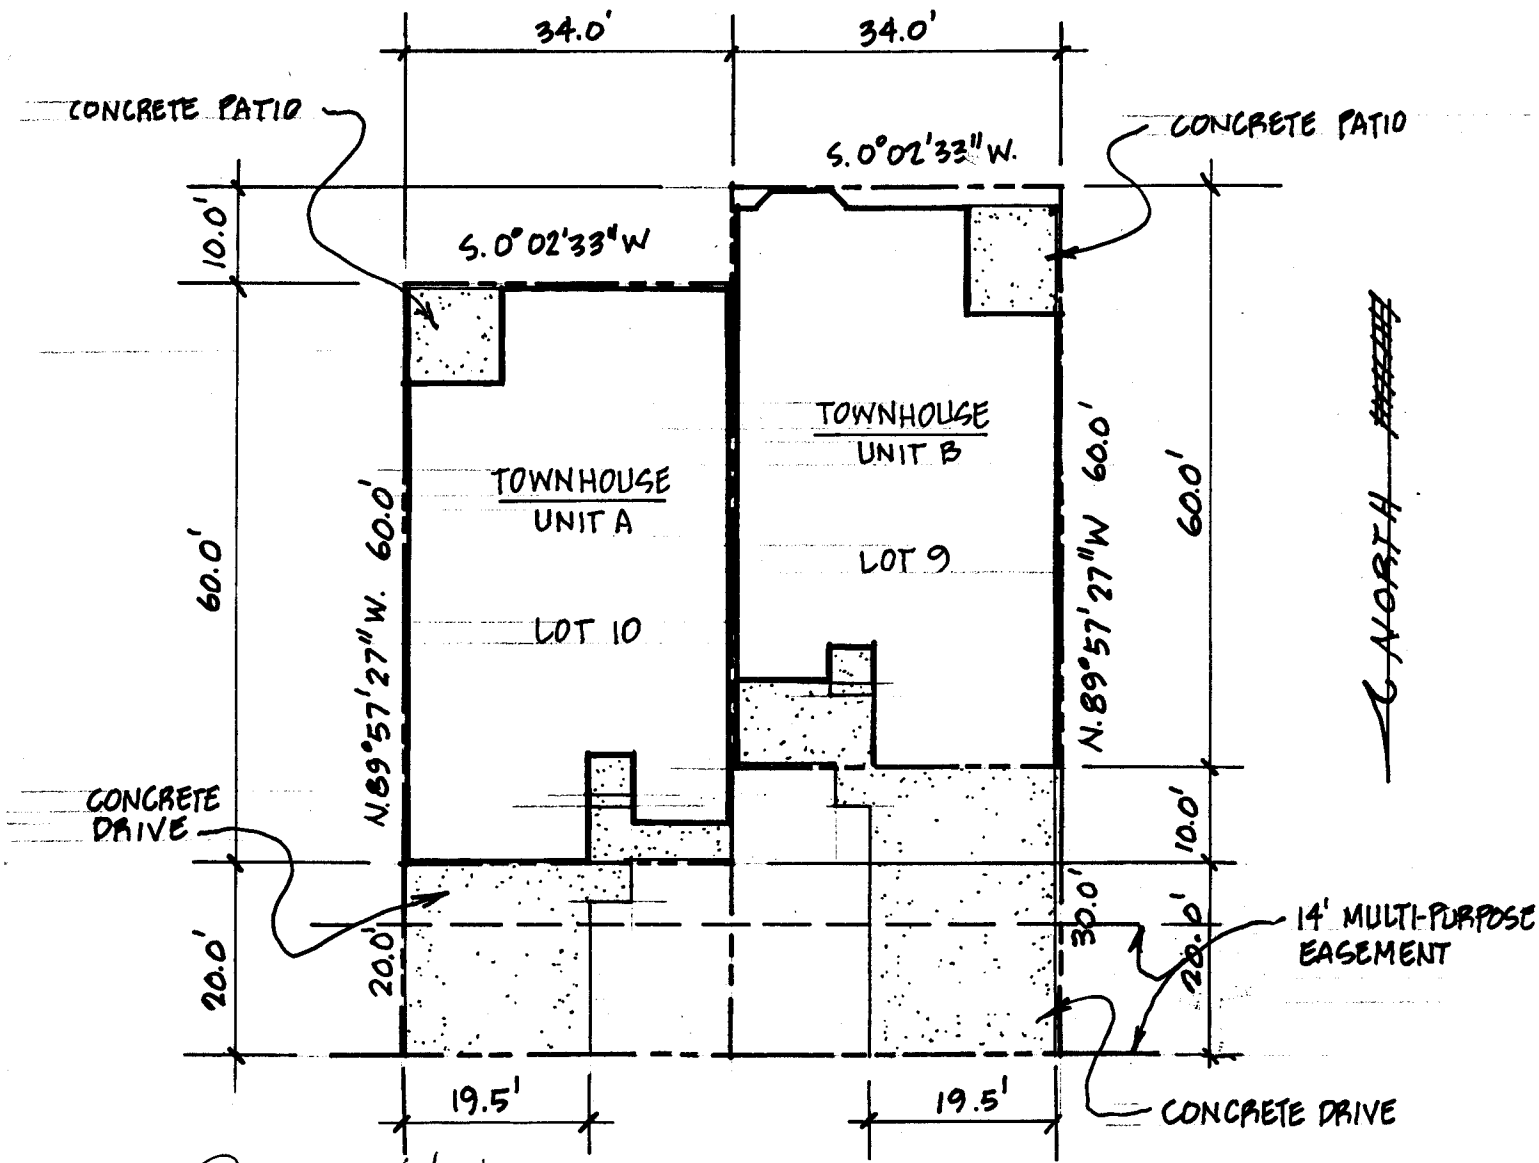 34.0'
34.0'
CONCRETE PATIO
CONCRETE PATIO
S. 0°02'33" W.
10.0'
S. 0°02'33" W
TOWNHOUSE
UNIT B
TOWNHOUSE
UNIT A
60.0'
N.89°57'27" W. 60.0'
LOT 9
LOT 10
N.89°57'27" W 60.0'
60.0'
NORTH
CONCRETE
DRIVE
10.0'
20.0'
20.0'
30.0'
20.0'
14' MULTI-PURPOSE
EASEMENT
19.5'
19.5'
CONCRETE DRIVE